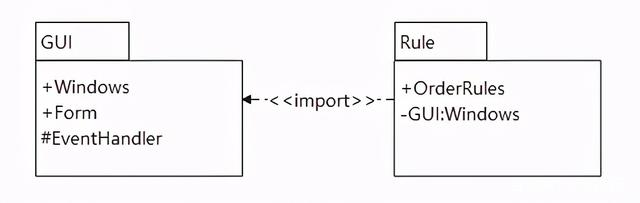 GUI
+Windows
+Form
#EventHandler
<<import>>
Rule
+OrderRules
-GUI:Windows